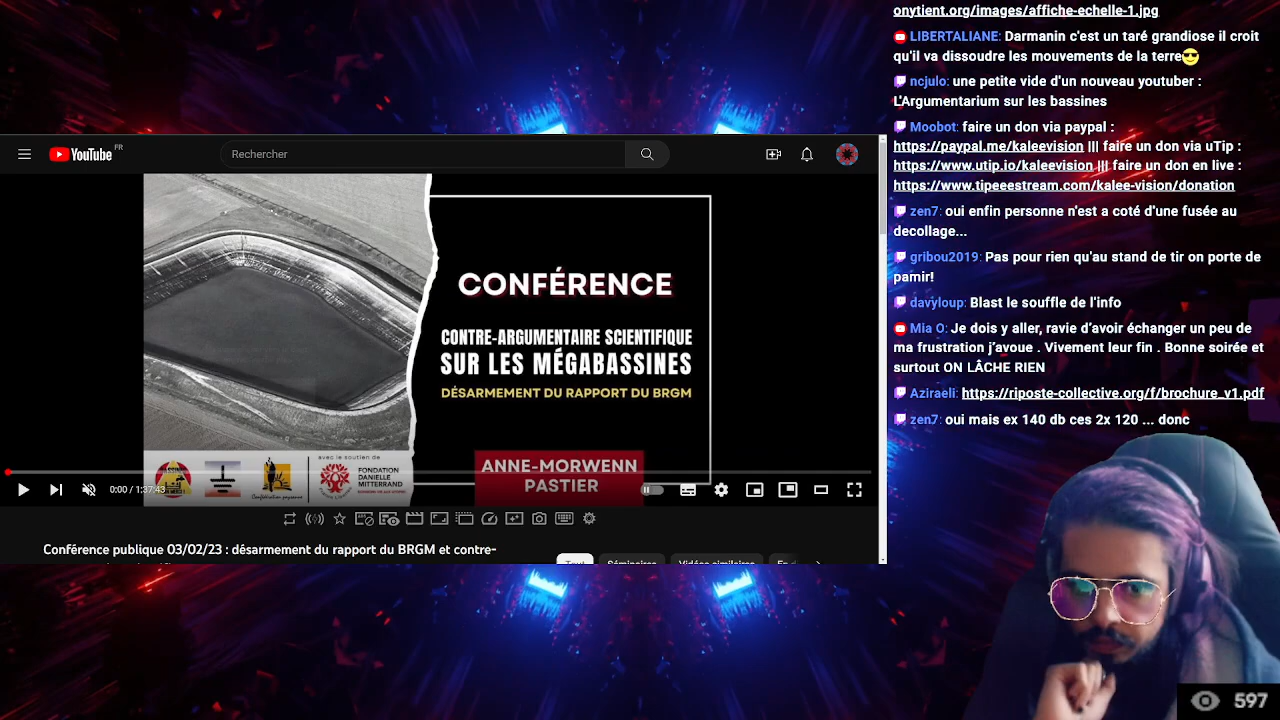 onytient.org/images/affiche-echelle-1.jpg
LIBERTALIANE: Darmanin c'est un taré grandiose il croit
qu'il va dissoudre les mouvements de la terre😎
ncjulo: une petite vide d'un nouveau youtuber :
L'Argumentarium sur les bassines
Moobot: faire un don via paypal :
https://paypal.me/kaleevision ||| faire un don via uTip :
https://www.utip.io/kaleevision ||| faire un don en live :
https://www.tipeeestream.com/kalee-vision/donation
zen7: oui enfin personne n'est a coté d'une fusée au
decollage...
gribou2019: Pas pour rien qu'au stand de tir on porte de
pamir!
davyloup: Blast le souffle de l'info
Mia O: Je dois y aller, ravie d'avoir échanger un peu de
ma frustration j'avoue . Vivement leur fin . Bonne soirée et
surtout ON LÂCHE RIEN
Aziraeli: https://riposte-collective.org/f/brochure_v1.pdf
zen7: oui mais ex 140 db ces 2x 120 ... donc
YouTube FR
Rechercher
CONFÉRENCE
CONTRE-ARGUMENTAIRE SCIENTIFIQUE
SUR LES MÉGABASSINES
DÉSARMEMENT DU RAPPORT DU BRGM
avec le soutien de
FONDATION
DANIELLE
MITTERRAND
Confédération paysanne
ANNE-MORWENN
PASTIER
0:00 / 1:37:43
Conférence publique 03/02/23 : désarmement du rapport du BRGM et contre-
Tout
Séminaires
Vidéos similaires
597